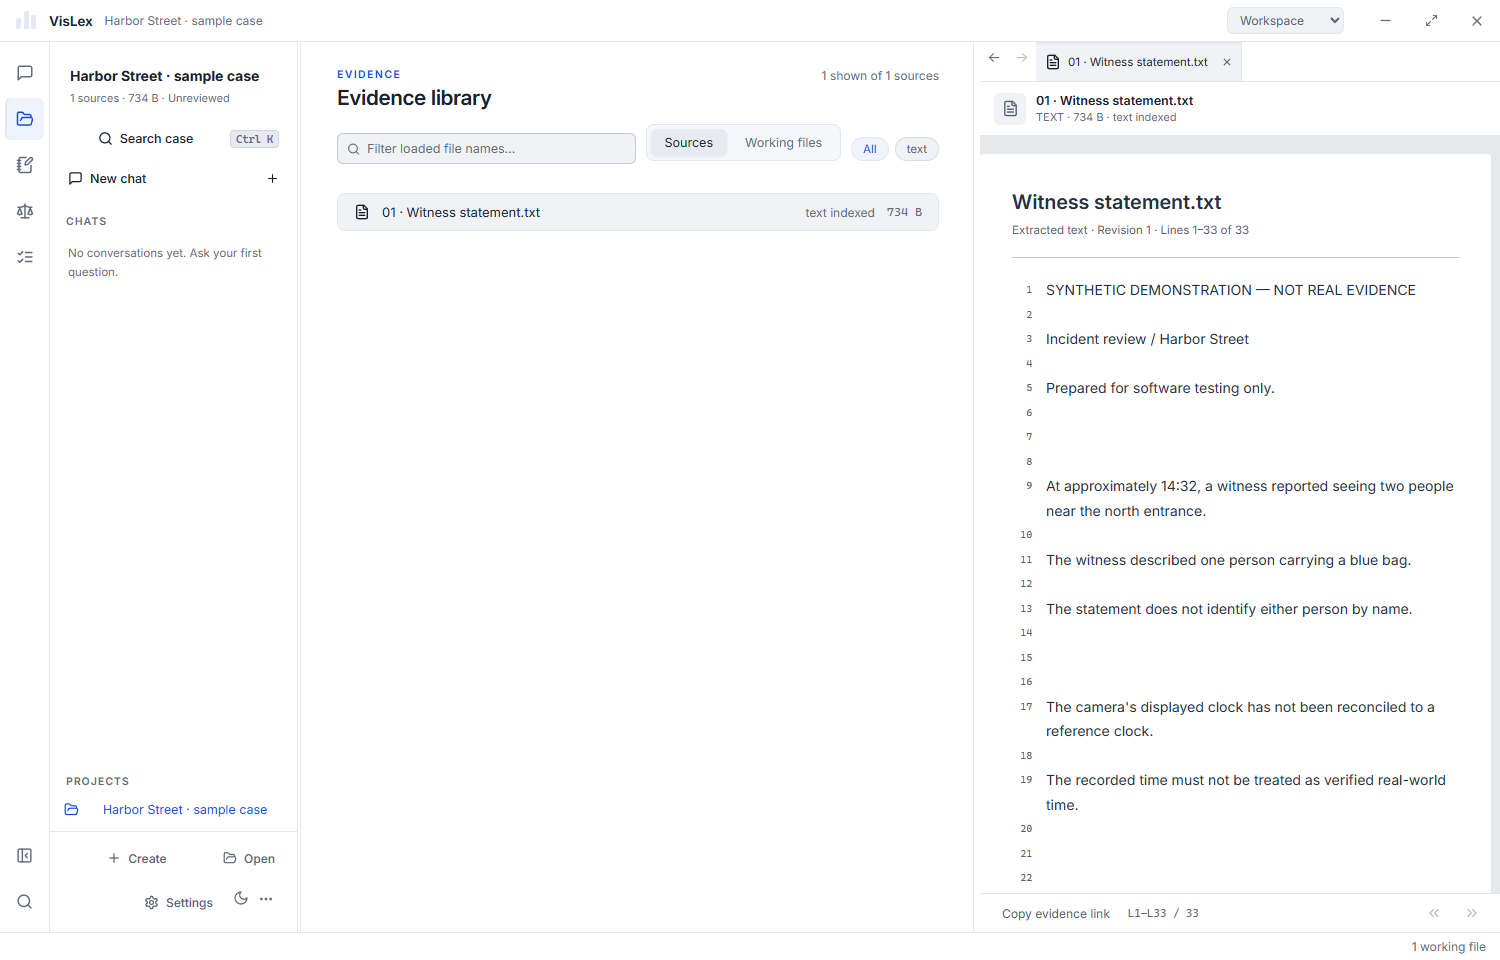 VisLex Harbor Street · sample case
Workspace
Harbor Street · sample case
1 sources · 734 B · Unreviewed
Search case Ctrl K
New chat
CHATS
No conversations yet. Ask your first
question.
PROJECTS
Harbor Street · sample case
Create Open
Settings
EVIDENCE
1 shown of 1 sources
Evidence library
Filter loaded file names...
Sources Working files
All text
01 · Witness statement.txt text indexed 734 B
01 · Witness statement.txt
01 · Witness statement.txt
TEXT · 734 B · text indexed
Witness statement.txt
Extracted text · Revision 1 · Lines 1–33 of 33
1 SYNTHETIC DEMONSTRATION — NOT REAL EVIDENCE
2
3 Incident review / Harbor Street
4
5 Prepared for software testing only.
6
7
8
9 At approximately 14:32, a witness reported seeing two people
near the north entrance.
10
11 The witness described one person carrying a blue bag.
12
13 The statement does not identify either person by name.
14
15
16
17 The camera's displayed clock has not been reconciled to a
reference clock.
18
19 The recorded time must not be treated as verified real-world
time.
20
21
22
Copy evidence link L1–L33 / 33
1 working file